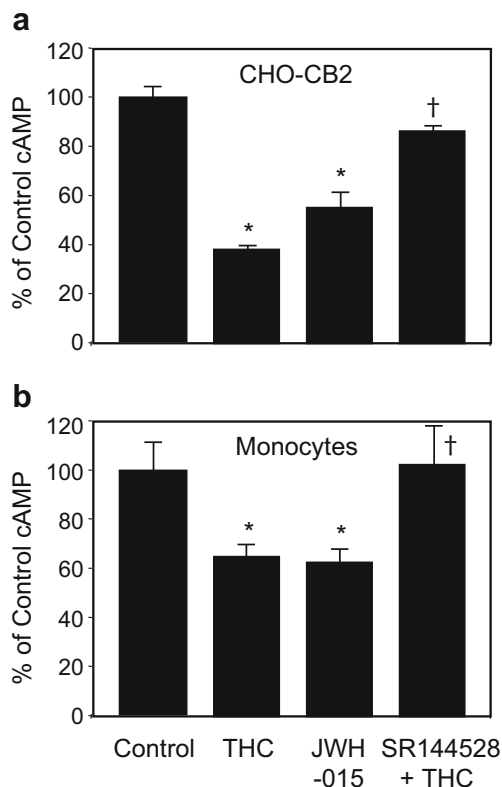 a
120
CHO-CB2
100
†
80
*
*
60
40
20
0
% of Control cAMP
b
120
Monocytes
†
100
80
*
*
60
40
20
0
% of Control cAMP
Control THC JWH SR144528
-015 + THC